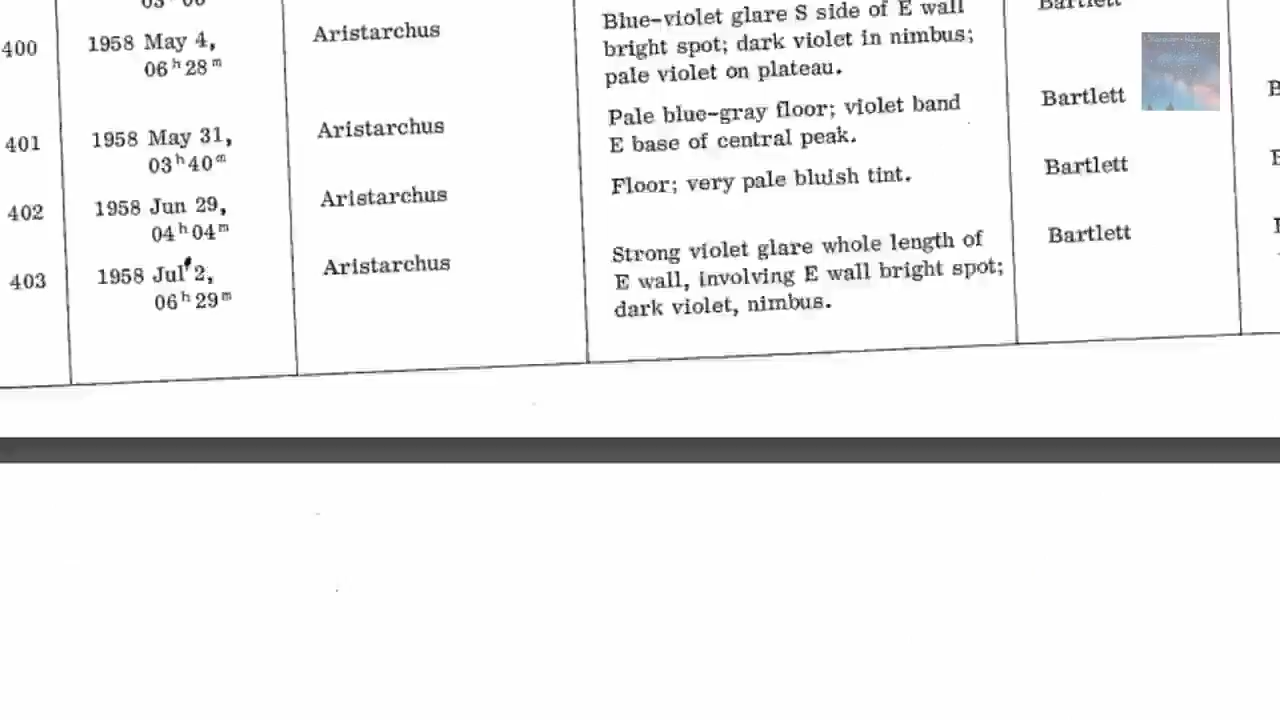 03 00
Blue-violet glare S side of E wall Bartlett
400 1958 May 4, Aristarchus bright spot; dark violet in nimbus;
06h28m pale violet on plateau.
401 1958 May 31, Aristarchus Pale blue-gray floor; violet band Bartlett B
03h40m E base of central peak.
402 1958 Jun 29, Aristarchus Floor; very pale bluish tint. Bartlett
04h04m
403 1958 Jul 2, Aristarchus Strong violet glare whole length of Bartlett
06h29m E wall, involving E wall bright spot;
dark violet, nimbus.